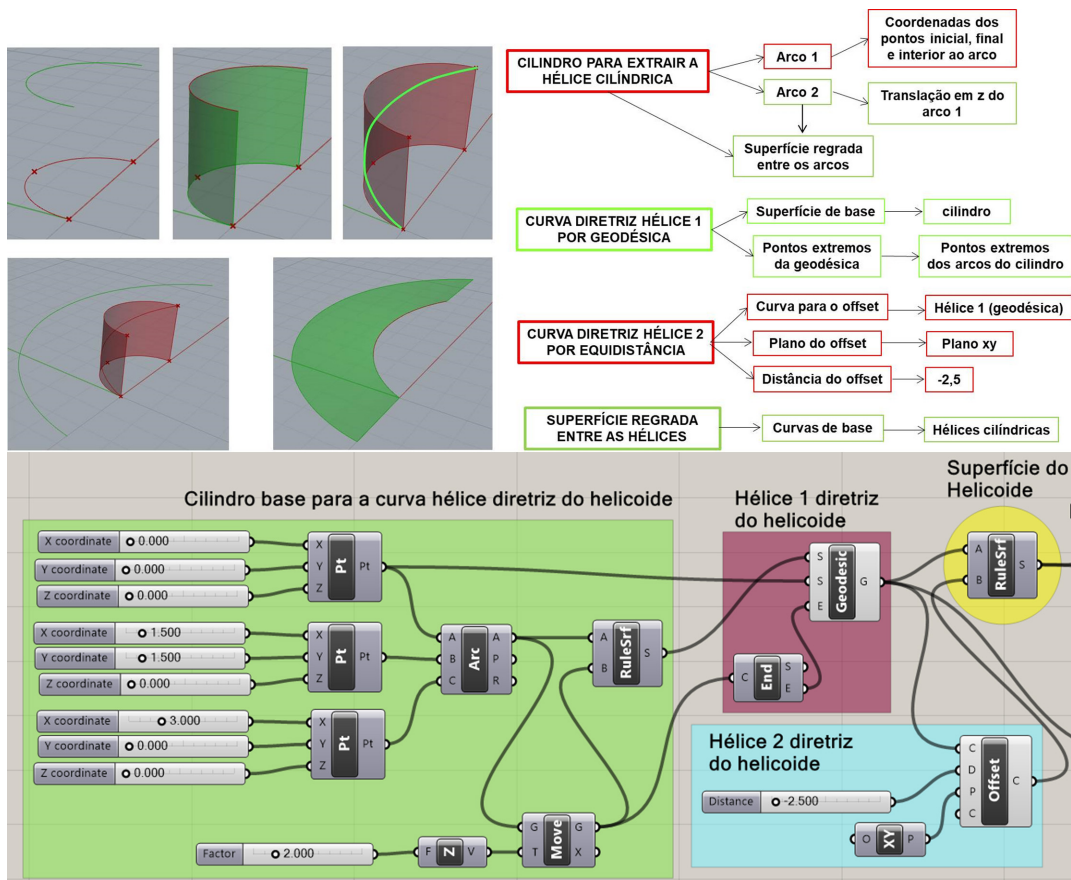 CILINDRO PARA EXTRAIR A
HÉLICE CILÍNDRICA
Arco 1
Coordenadas dos
pontos inicial, final
e interior ao arco
Arco 2
Translação em z do
arco 1
Superfície regrada
entre os arcos
CURVA DIRETRIZ HÉLICE 1
POR GEODÉSICA
Superfície de base
cilindro
Pontos extremos
da geodésica
Pontos extremos
dos arcos do cilindro
CURVA DIRETRIZ HÉLICE 2
POR EQUIDISTÂNCIA
Curva para o offset
Hélice 1 (geodésica)
Plano do offset
Plano xy
Distância do offset
-2,5
SUPERFÍCIE REGRADA
ENTRE AS HÉLICES
Curvas de base
Hélices cilíndricas
Cilindro base para a curva hélice diretriz do helicoide
X coordinate 0.000
Y coordinate 0.000
Z coordinate 0.000
X Y Z Pt Pt
X coordinate 1.500
Y coordinate 1.500
Z coordinate 0.000
X Y Z Pt Pt
X coordinate 3.000
Y coordinate 0.000
Z coordinate 0.000
X Y Z Pt Pt
A B C Arc A P R
A B RuleSrf S
Factor 2.000
F Z V
G T Move G X
Hélice 1 diretriz
do helicoide
S S E Geodesic G
C End S E
Hélice 2 diretriz
do helicoide
Distance -2.500
O XY P
C D P C Offset C
Superfície do
Helicoide
A B RuleSrf S